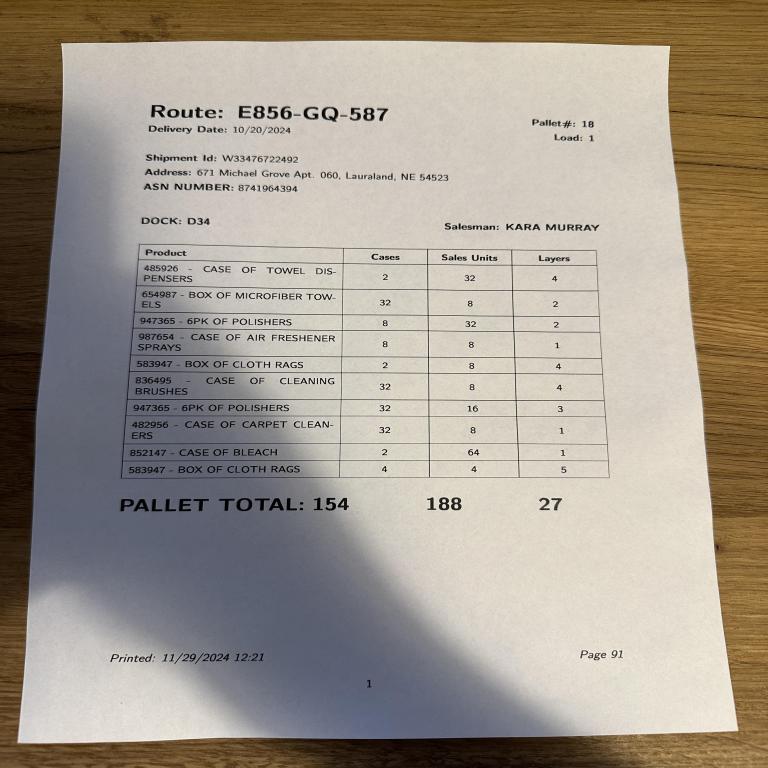 Route: E856-GQ-587
Delivery Date: 10/20/2024
Pallet#: 18
Load: 1
Shipment Id: W33476722492
Address: 671 Michael Grove Apt. 060, Lauraland, NE 54523
ASN NUMBER: 8741964394
DOCK: D34
Salesman: KARA MURRAY
Product Cases Sales Units Layers
485926 - CASE OF TOWEL DIS-
PENSERS 2 32 4
654987 - BOX OF MICROFIBER TOW-
ELS 32 8 2
947365 - 6PK OF POLISHERS 8 32 2
987654 - CASE OF AIR FRESHENER
SPRAYS 8 8 1
583947 - BOX OF CLOTH RAGS 2 8 4
836495 - CASE OF CLEANING
BRUSHES 32 8 4
947365 - 6PK OF POLISHERS 32 16 3
482956 - CASE OF CARPET CLEAN-
ERS 32 8 1
852147 - CASE OF BLEACH 2 64 1
583947 - BOX OF CLOTH RAGS 4 4 5
PALLET TOTAL: 154 188 27
Printed: 11/29/2024 12:21
Page 91
1